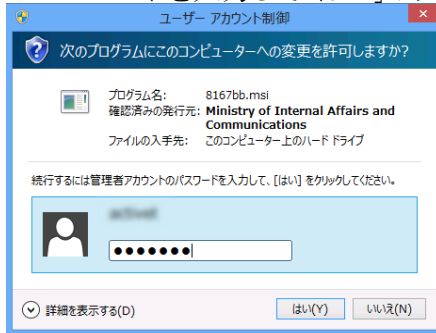 ユーザー アカウント制御
次のプログラムにこのコンピューターへの変更を許可しますか?
プログラム名: 8167bb.msi
確認済みの発行元: Ministry of Internal Affairs and
Communications
ファイルの入手先: このコンピューター上のハード ドライブ
続行するには管理者アカウントのパスワードを入力して、[はい] をクリックしてください。
●●●●●●●
詳細を表示する(D)
はい(Y)
いいえ(N)